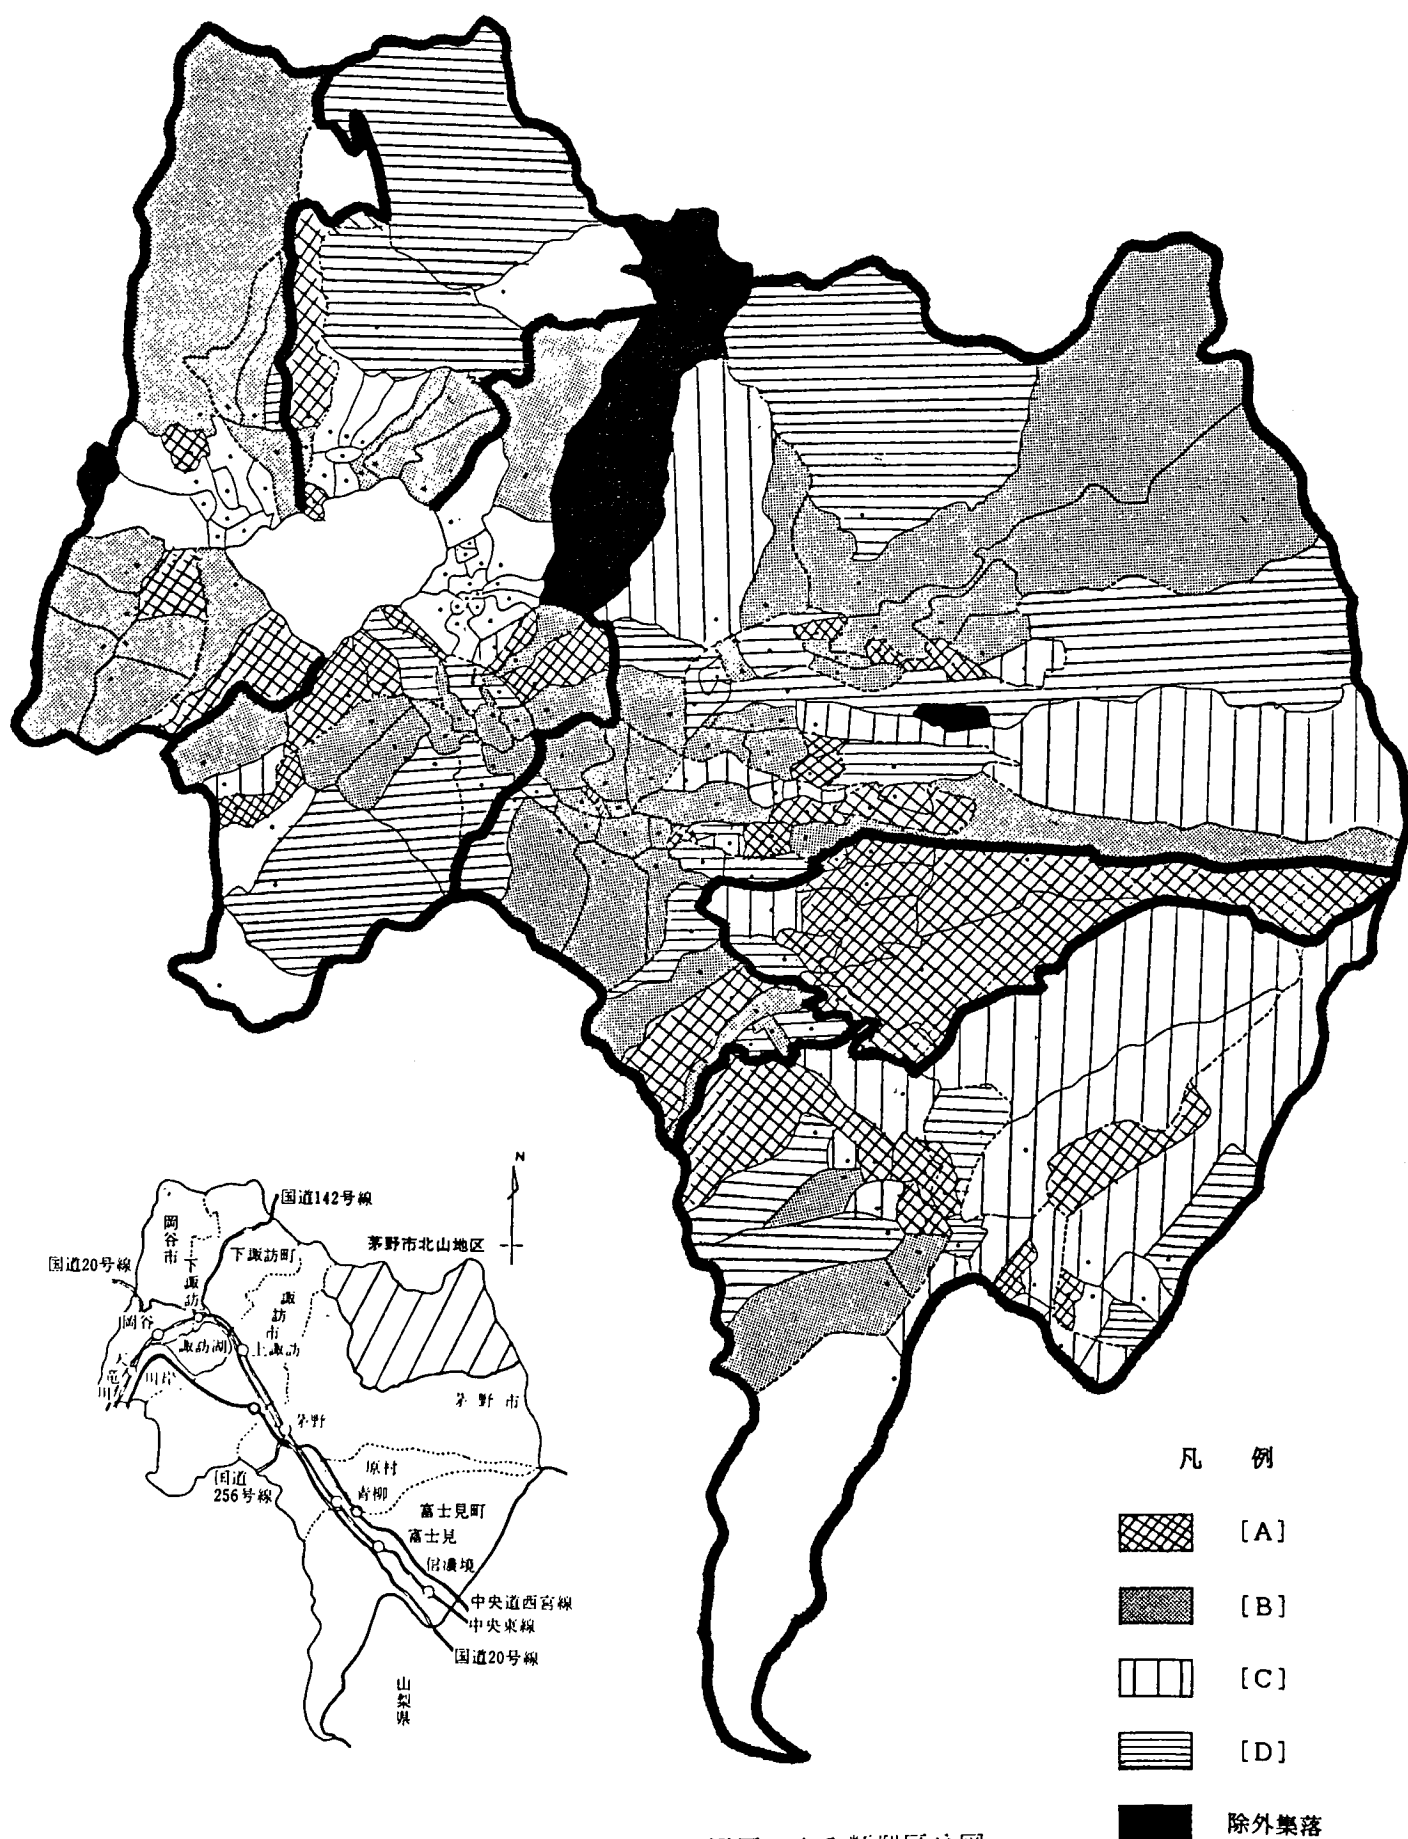 N
国道142号線
岡谷市
茅野市北山地区
下諏訪町
国道20号線
下諏訪
諏訪市
岡谷
諏訪湖
上諏訪
天竜川
川岸
茅野市
茅野
国道
256号線
原村
青柳
富士見町
富士見
信濃境
中央道西宮線
中央東線
国道20号線
山梨県
凡 例
[A]
[B]
[C]
[D]
除外集落